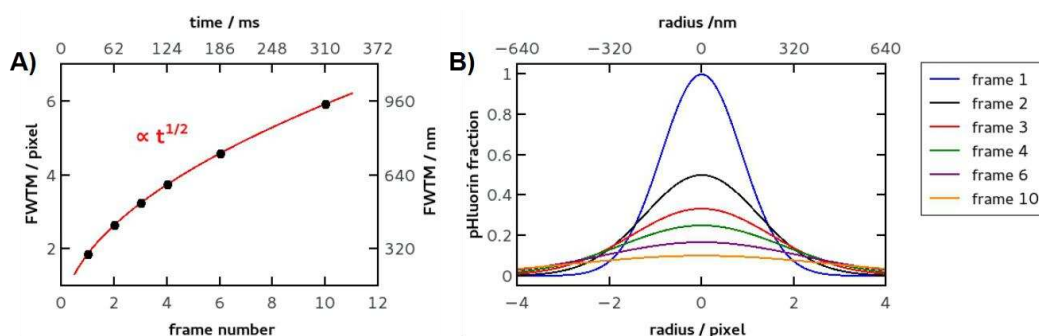 A)
time / ms
0 62 124 186 248 310 372
FWTM / pixel
6
4
2
960
640
320
FWTM / nm
∝ t^1/2
0 2 4 6 8 10 12
frame number
B)
radius /nm
−640 −320 0 320 640
pHluorin fraction
1
0.8
0.6
0.4
0.2
0
−4 −2 0 2 4
radius / pixel
frame 1
frame 2
frame 3
frame 4
frame 6
frame 10